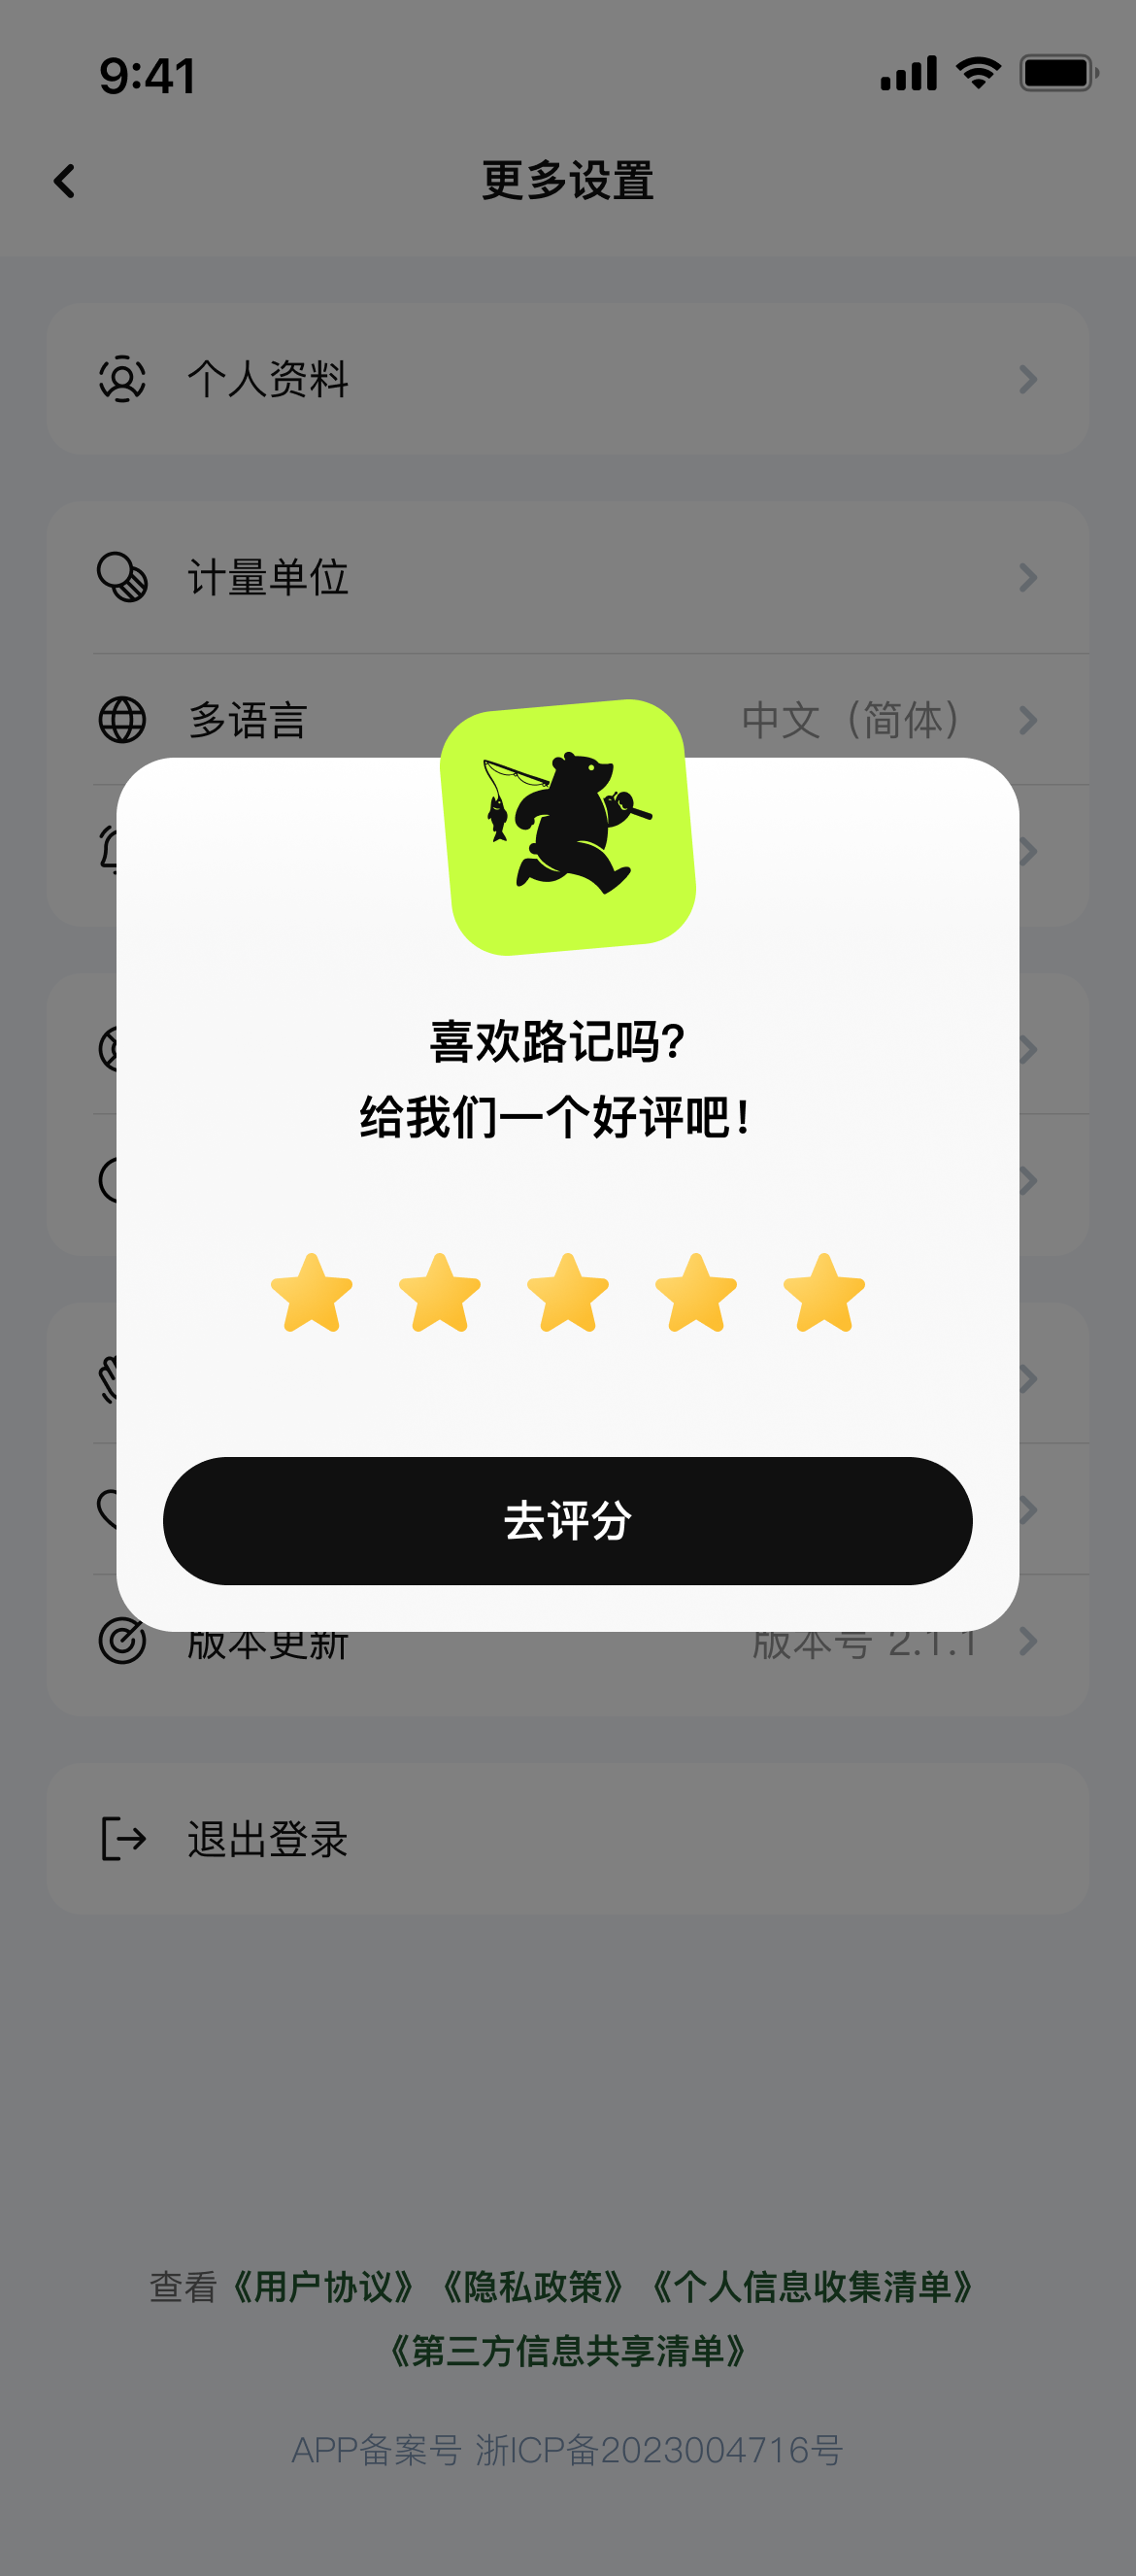 9:41
更多设置
个人资料
计量单位
多语言 中文（简体）
喜欢路记吗?
给我们一个好评吧！
去评分
版本更新 版本号 2.1.1
退出登录
查看《用户协议》《隐私政策》《个人信息收集清单》
《第三方信息共享清单》
APP备案号 浙ICP备2023004716号